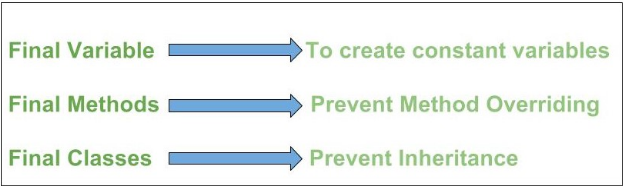 Final Variable To create constant variables
Final Methods Prevent Method Overriding
Final Classes Prevent Inheritance